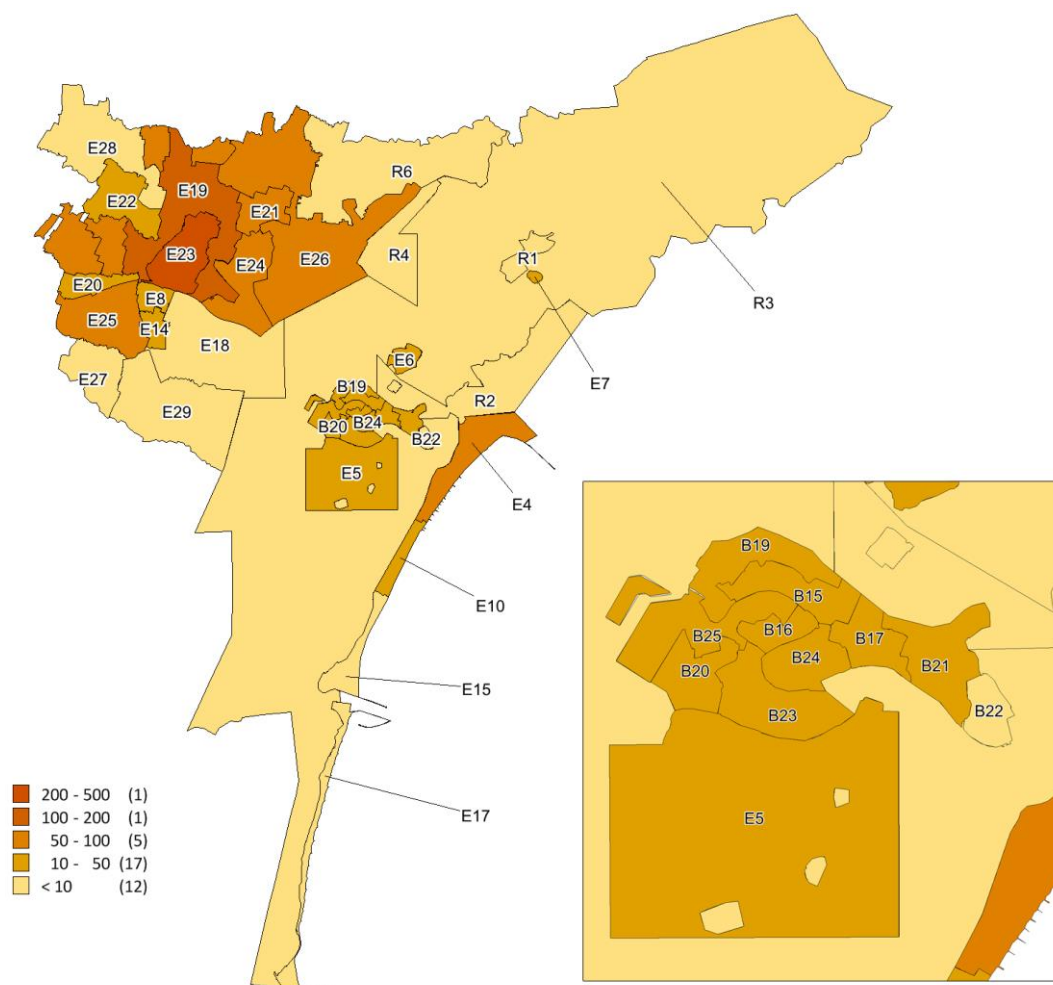 E28
E22
E19
R6
E21
E23
E24
E26
R4
R1
E20
E8
R3
E25
E14
E18
E6
E7
E27
B19
E29
R2
B20
B24
B22
E5
E4
E10
E15
E17
200 - 500 (1)
100 - 200 (1)
50 - 100 (5)
10 - 50 (17)
< 10 (12)
B19
B15
B16
B25
B17
B24
B20
B21
B23
B22
E5